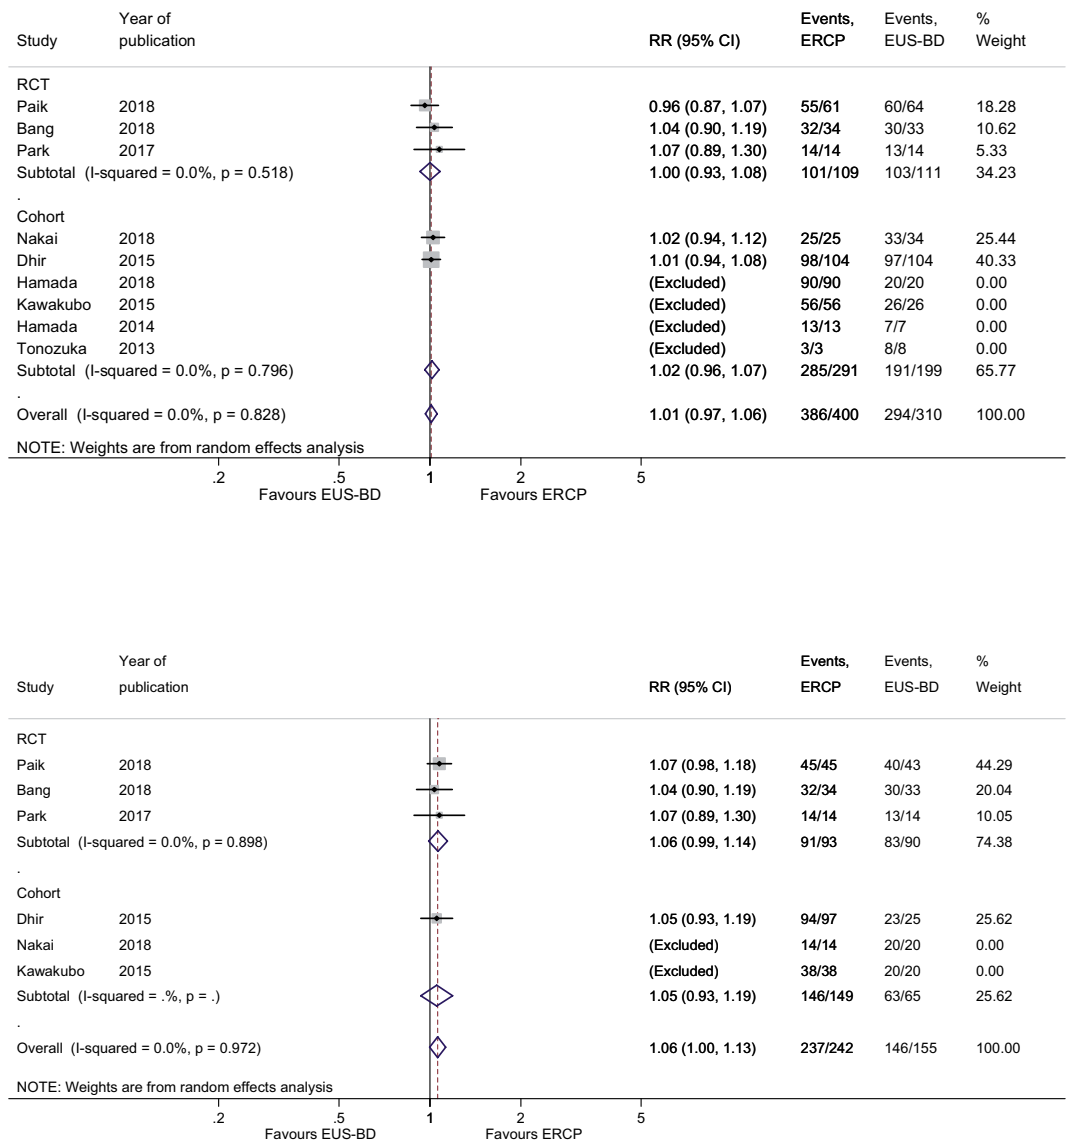 Year of Events, Events, %
Study publication RR (95% CI) ERCP EUS-BD Weight
RCT
Paik 2018 0.96 (0.87, 1.07) 55/61 60/64 18.28
Bang 2018 1.04 (0.90, 1.19) 32/34 30/33 10.62
Park 2017 1.07 (0.89, 1.30) 14/14 13/14 5.33
Subtotal (I-squared = 0.0%, p = 0.518) 1.00 (0.93, 1.08) 101/109 103/111 34.23
.
Cohort
Nakai 2018 1.02 (0.94, 1.12) 25/25 33/34 25.44
Dhir 2015 1.01 (0.94, 1.08) 98/104 97/104 40.33
Hamada 2018 (Excluded) 90/90 20/20 0.00
Kawakubo 2015 (Excluded) 56/56 26/26 0.00
Hamada 2014 (Excluded) 13/13 7/7 0.00
Tonozuka 2013 (Excluded) 3/3 8/8 0.00
Subtotal (I-squared = 0.0%, p = 0.796) 1.02 (0.96, 1.07) 285/291 191/199 65.77
.
Overall (I-squared = 0.0%, p = 0.828) 1.01 (0.97, 1.06) 386/400 294/310 100.00
NOTE: Weights are from random effects analysis
.2 .5 1 2 5
Favours EUS-BD Favours ERCP
Year of Events, Events, %
Study publication RR (95% CI) ERCP EUS-BD Weight
RCT
Paik 2018 1.07 (0.98, 1.18) 45/45 40/43 44.29
Bang 2018 1.04 (0.90, 1.19) 32/34 30/33 20.04
Park 2017 1.07 (0.89, 1.30) 14/14 13/14 10.05
Subtotal (I-squared = 0.0%, p = 0.898) 1.06 (0.99, 1.14) 91/93 83/90 74.38
.
Cohort
Dhir 2015 1.05 (0.93, 1.19) 94/97 23/25 25.62
Nakai 2018 (Excluded) 14/14 20/20 0.00
Kawakubo 2015 (Excluded) 38/38 20/20 0.00
Subtotal (I-squared = .%, p = .) 1.05 (0.93, 1.19) 146/149 63/65 25.62
.
Overall (I-squared = 0.0%, p = 0.972) 1.06 (1.00, 1.13) 237/242 146/155 100.00
NOTE: Weights are from random effects analysis
.2 .5 1 2 5
Favours EUS-BD Favours ERCP